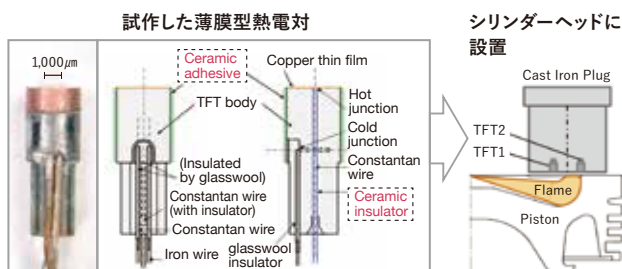 試作した薄膜型熱電対
シリンダーヘッドに
設置
1,000μm
Ceramic
adhesive
TFT body
(Insulated
by glasswool)
Constantan wire
(with insulator)
Constantan wire
Iron wire
Copper thin film
Hot
junction
Cold
junction
Constantan
wire
Ceramic
insulator
glasswool
insulator
Cast Iron Plug
TFT2
TFT1
Flame
Piston